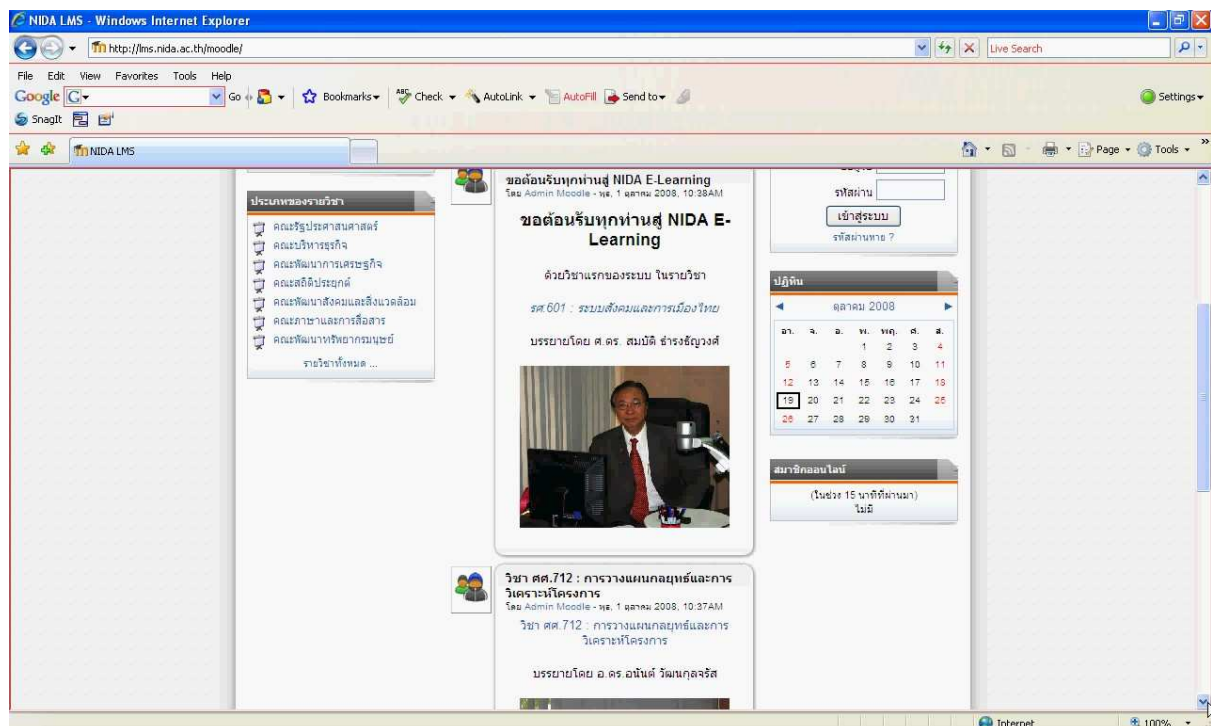 NIDA LMS - Windows Internet Explorer
http://lms.nida.ac.th/moodle/
Live Search
File Edit View Favorites Tools Help
Google
Go
Bookmarks
Check
AutoLink
AutoFill
Send to
Settings
SnagIt
NIDA LMS
Page
Tools
ประเภทของรายวิชา
คณะรัฐประศาสนศาสตร์
คณะบริหารธุรกิจ
คณะพัฒนาการเศรษฐกิจ
คณะสถิติประยุกต์
คณะพัฒนาสังคมและสิ่งแวดล้อม
คณะภาษาและการสื่อสาร
คณะพัฒนาทรัพยากรมนุษย์
รายวิชาทั้งหมด ...
ขอต้อนรับทุกท่านสู่ NIDA E-Learning
โดย Admin Moodle - พุธ, 1 ตุลาคม 2008, 10:38AM
ขอต้อนรับทุกท่านสู่ NIDA E-
Learning
ด้วยวิชาแรกของระบบ ในรายวิชา
รศ.601 : ระบบสังคมและการเมืองไทย
บรรยายโดย ศ.ดร. สมบัติ ธำรงธัญวงศ์
วิชา ศศ.712 : การวางแผนกลยุทธ์และการ
วิเคราะห์โครงการ
โดย Admin Moodle - พุธ, 1 ตุลาคม 2008, 10:37AM
วิชา ศศ.712 : การวางแผนกลยุทธ์และการ
วิเคราะห์โครงการ
บรรยายโดย อ.ดร.อนันต์ วัฒนกุลจรัส
รหัสผ่าน
เข้าสู่ระบบ
รหัสผ่านหาย ?
ปฏิทิน
ตุลาคม 2008
อา. จ. อ. พ. พฤ. ศ. ส.
1 2 3 4
5 6 7 8 9 10 11
12 13 14 15 16 17 18
19 20 21 22 23 24 25
26 27 28 29 30 31
สมาชิกออนไลน์
(ในช่วง 15 นาทีที่ผ่านมา)
ไม่มี
Internet
100%